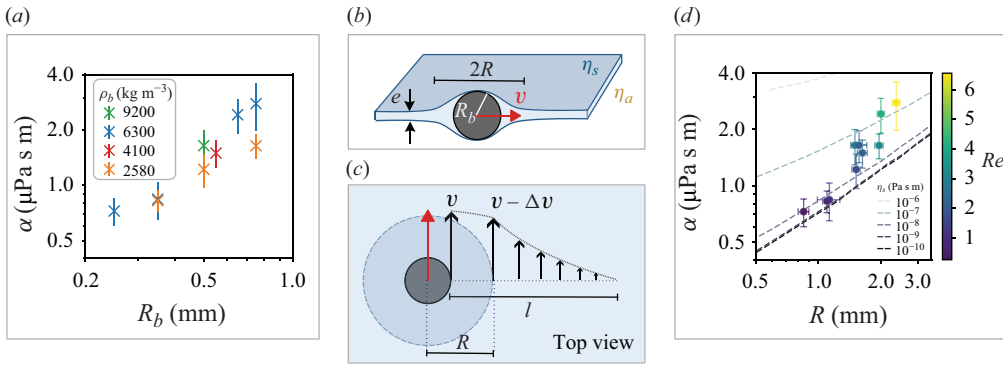 (a)
4.0
2.0
1.0
0.5
α (μPa s m)
ρb (kg m−3)
9200
6300
4100
2580
0.2
0.5
1.0
Rb (mm)
(b)
2R
ηs
ηa
e
Rb
v
(c)
v
v − Δv
l
R
Top view
(d)
4.0
2.0
1.0
0.5
α (μPa s m)
ηs (Pa s m)
10−6
10−7
10−8
10−9
10−10
0.5
1.0
2.0
3.0
R (mm)
6
5
4
3
2
1
Re